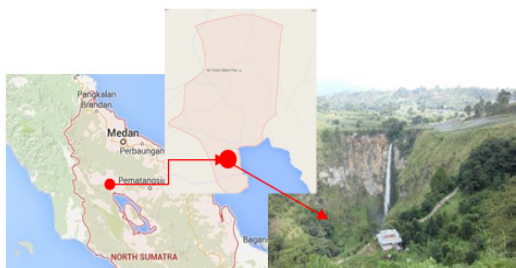 Pangkalan
Brandan
Medan
Perbaungan
Pematangsia
NORTH SUMATRA
Bagan